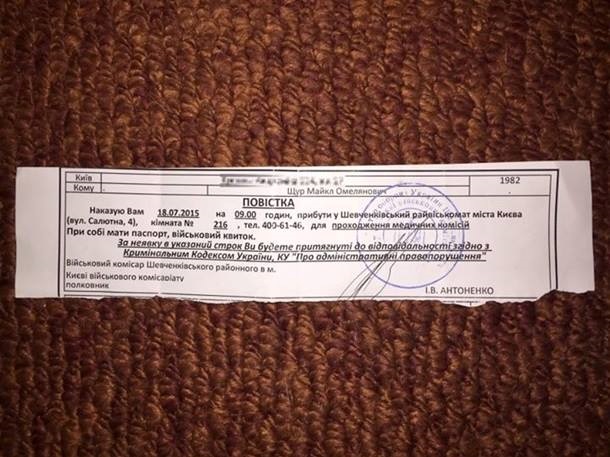 Київ
Кому . Щур Майкл Омелянович 1982
ПОВІСТКА
Наказую Вам 18.07.2015 на 09.00 годин, прибути у Шевченківський райвійськомат міста Києва
(вул. Салютна, 4), кімната № 216 , тел. 400-61-46, для проходження медичних комісій
При собі мати паспорт, військовий квиток.
За неявку в указаний строк Ви будете притягнуті до відповідальності згідно з
Кримінальним Кодексом України, КУ "Про адміністративні правопорушення"
Військовий комісар Шевченківського районного в м.
Києві військового комісаріату
полковник І.В. АНТОНЕНКО